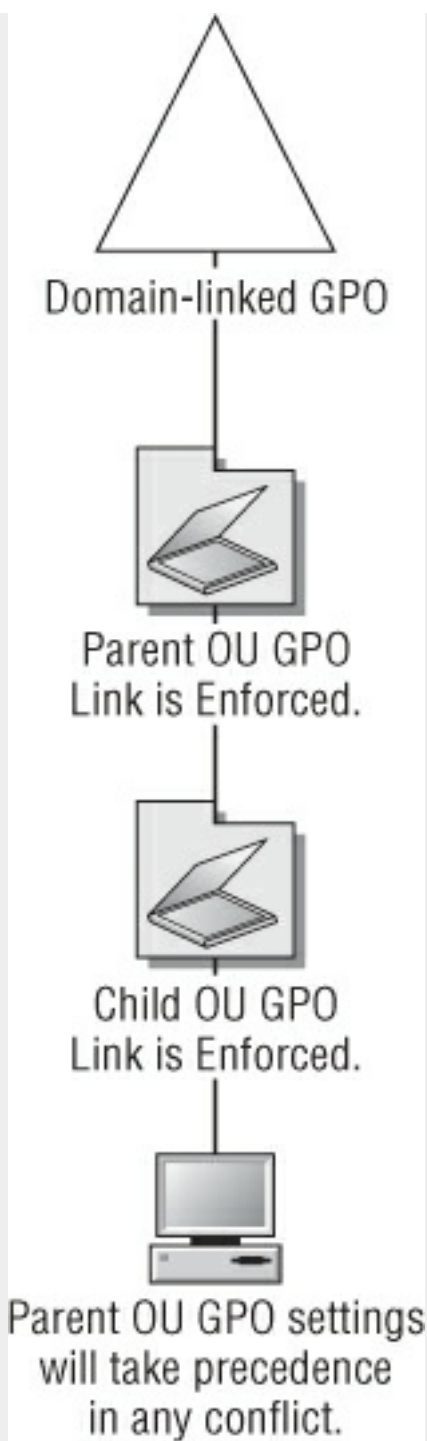 Domain-linked GPO
Parent OU GPO
Link is Enforced.
Child OU GPO
Link is Enforced.
Parent OU GPO settings
will take precedence
in any conflict.